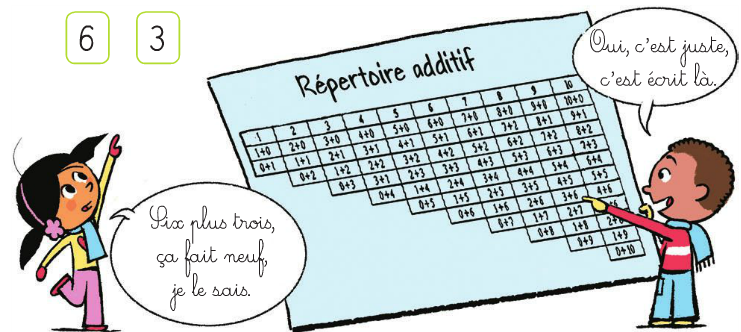 6 3
Répertoire additif
1 2 3 4 5 6 7 8 9 10
1+0 2+0 3+0 4+0 5+0 6+0 7+0 8+0 9+0 10+0
0+1 1+1 2+1 3+1 4+1 5+1 6+1 7+1 8+1 9+1
0+2 1+2 2+2 3+2 4+2 5+2 6+2 7+2 8+2
0+3 2+3 3+3 4+3 5+3 6+3 7+3
0+4 1+4 2+4 3+4 4+4 5+4 6+4
0+5 1+5 2+5 3+5 4+5 5+5
0+6 1+6 2+6 3+6 4+6
0+7 1+7 2+7
0+8 1+8
0+9 1+9
0+10
Oui, c'est juste,
c'est écrit là.
Six plus trois,
ça fait neuf,
je le sais.